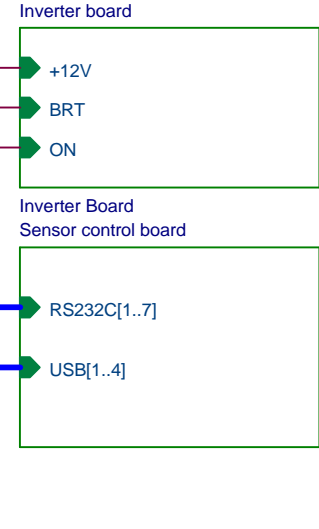 Inverter board
+12V
BRT
ON
Inverter Board
Sensor control board
RS232C[1..7]
USB[1..4]